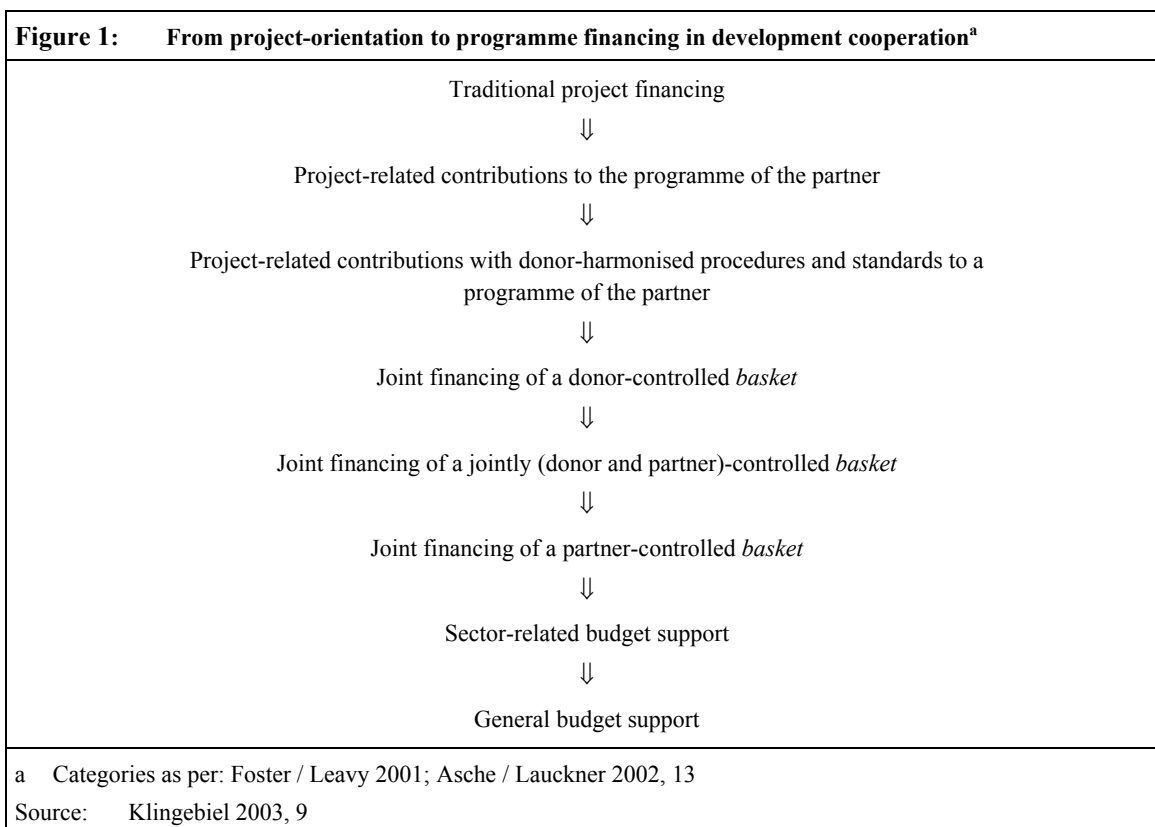 Figure 1: From project-orientation to programme financing in development cooperationᵃ
Traditional project financing
⇓
Project-related contributions to the programme of the partner
⇓
Project-related contributions with donor-harmonised procedures and standards to a
programme of the partner
⇓
Joint financing of a donor-controlled basket
⇓
Joint financing of a jointly (donor and partner)-controlled basket
⇓
Joint financing of a partner-controlled basket
⇓
Sector-related budget support
⇓
General budget support
a Categories as per: Foster / Leavy 2001; Asche / Lauckner 2002, 13
Source: Klingebiel 2003, 9